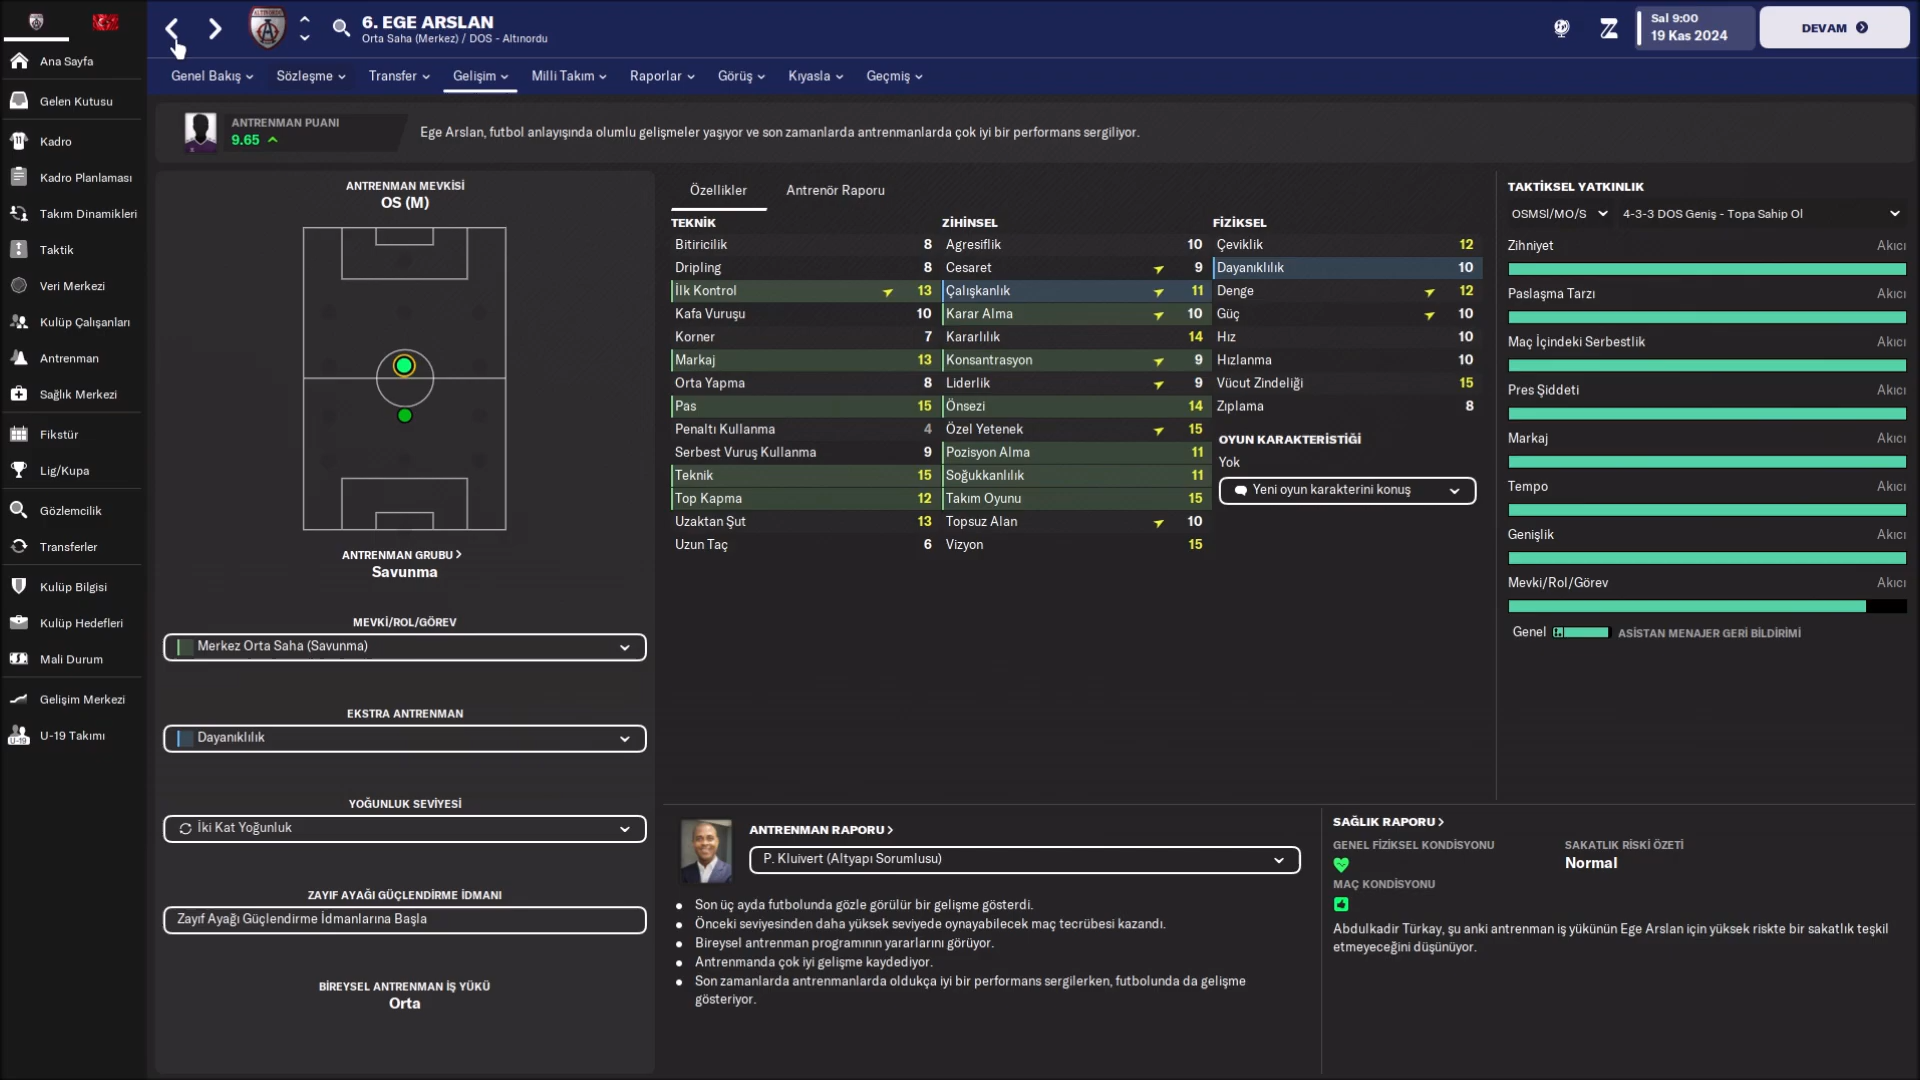 6. EGE ARSLAN
Orta Saha (Merkez) / DOS - Altınordu
Sal 9:00
19 Kas 2024
DEVAM
Ana Sayfa
Gelen Kutusu
Kadro
Kadro Planlaması
Takım Dinamikleri
Taktik
Veri Merkezi
Kulüp Çalışanları
Antrenman
Sağlık Merkezi
Fikstür
Lig/Kupa
Gözlemcilik
Transferler
Kulüp Bilgisi
Kulüp Hedefleri
Mali Durum
Gelişim Merkezi
U-19 Takımı
Genel Bakış
Sözleşme
Transfer
Gelişim
Milli Takım
Raporlar
Görüş
Kıyasla
Geçmiş
ANTRENMAN PUANI
9.65
Ege Arslan, futbol anlayışında olumlu gelişmeler yaşıyor ve son zamanlarda antrenmanlarda çok iyi bir performans sergiliyor.
ANTRENMAN MEVKİSİ
OS (M)
ANTRENMAN GRUBU
Savunma
MEVKİ/ROL/GÖREV
Merkez Orta Saha (Savunma)
EKSTRA ANTRENMAN
Dayanıklılık
YOĞUNLUK SEVİYESİ
İki Kat Yoğunluk
ZAYIF AYAĞI GÜÇLENDİRME İDMANI
Zayıf Ayağı Güçlendirme İdmanlarına Başla
BİREYSEL ANTRENMAN İŞ YÜKÜ
Orta
Özellikler
Antrenör Raporu
TEKNİK
Bitiricilik 8
Dripling 8
İlk Kontrol 13
Kafa Vuruşu 10
Korner 7
Markaj 13
Orta Yapma 8
Pas 15
Penaltı Kullanma 4
Serbest Vuruş Kullanma 9
Teknik 15
Top Kapma 12
Uzaktan Şut 13
Uzun Taç 6
ZİHİNSEL
Agresiflik 10
Cesaret 9
Çalışkanlık 11
Karar Alma 10
Kararlılık 14
Konsantrasyon 9
Liderlik 9
Önsezi 14
Özel Yetenek 15
Pozisyon Alma 11
Soğukkanlılık 11
Takım Oyunu 15
Topsuz Alan 10
Vizyon 15
FİZİKSEL
Çeviklik 12
Dayanıklılık 10
Denge 12
Güç 10
Hız 10
Hızlanma 10
Vücut Zindeliği 15
Zıplama 8
OYUN KARAKTERİSTİĞİ
Yok
Yeni oyun karakterini konuş
TAKTİKSEL YATKINLIK
OSMSİ/MO/S
4-3-3 DOS Geniş - Topa Sahip Ol
Zihniyet Akıcı
Paslaşma Tarzı Akıcı
Maç İçindeki Serbestlik Akıcı
Pres Şiddeti Akıcı
Markaj Akıcı
Tempo Akıcı
Genişlik Akıcı
Mevki/Rol/Görev Akıcı
Genel
ASİSTAN MENAJER GERİ BİLDİRİMİ
ANTRENMAN RAPORU
P. Kluivert (Altyapı Sorumlusu)
Son üç ayda futbolunda gözle görülür bir gelişme gösterdi.
Önceki seviyesinden daha yüksek seviyede oynayabilecek maç tecrübesi kazandı.
Bireysel antrenman programının yararlarını görüyor.
Antrenmanda çok iyi gelişme kaydediyor.
Son zamanlarda antrenmanlarda oldukça iyi bir performans sergilerken, futbolunda da gelişme
gösteriyor.
SAĞLIK RAPORU
GENEL FİZİKSEL KONDİSYONU
SAKATLIK RİSKİ ÖZETİ
Normal
MAÇ KONDİSYONU
Abdulkadir Türkay, şu anki antrenman iş yükünün Ege Arslan için yüksek riskte bir sakatlık teşkil
etmeyeceğini düşünüyor.